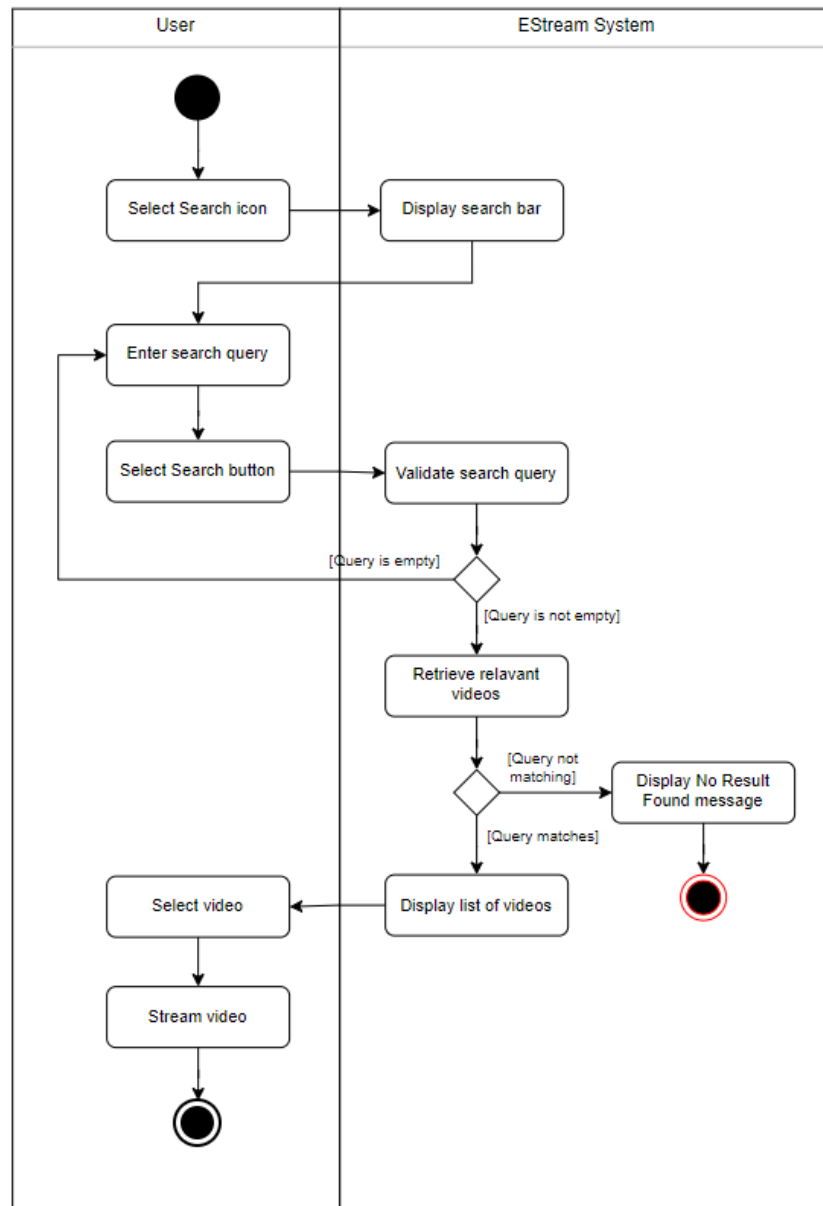 User
EStream System
Select Search icon
Display search bar
Enter search query
Select Search button
Validate search query
[Query is empty]
[Query is not empty]
Retrieve relavant
videos
[Query not
matching]
Display No Result
Found message
[Query matches]
Select video
Display list of videos
Stream video